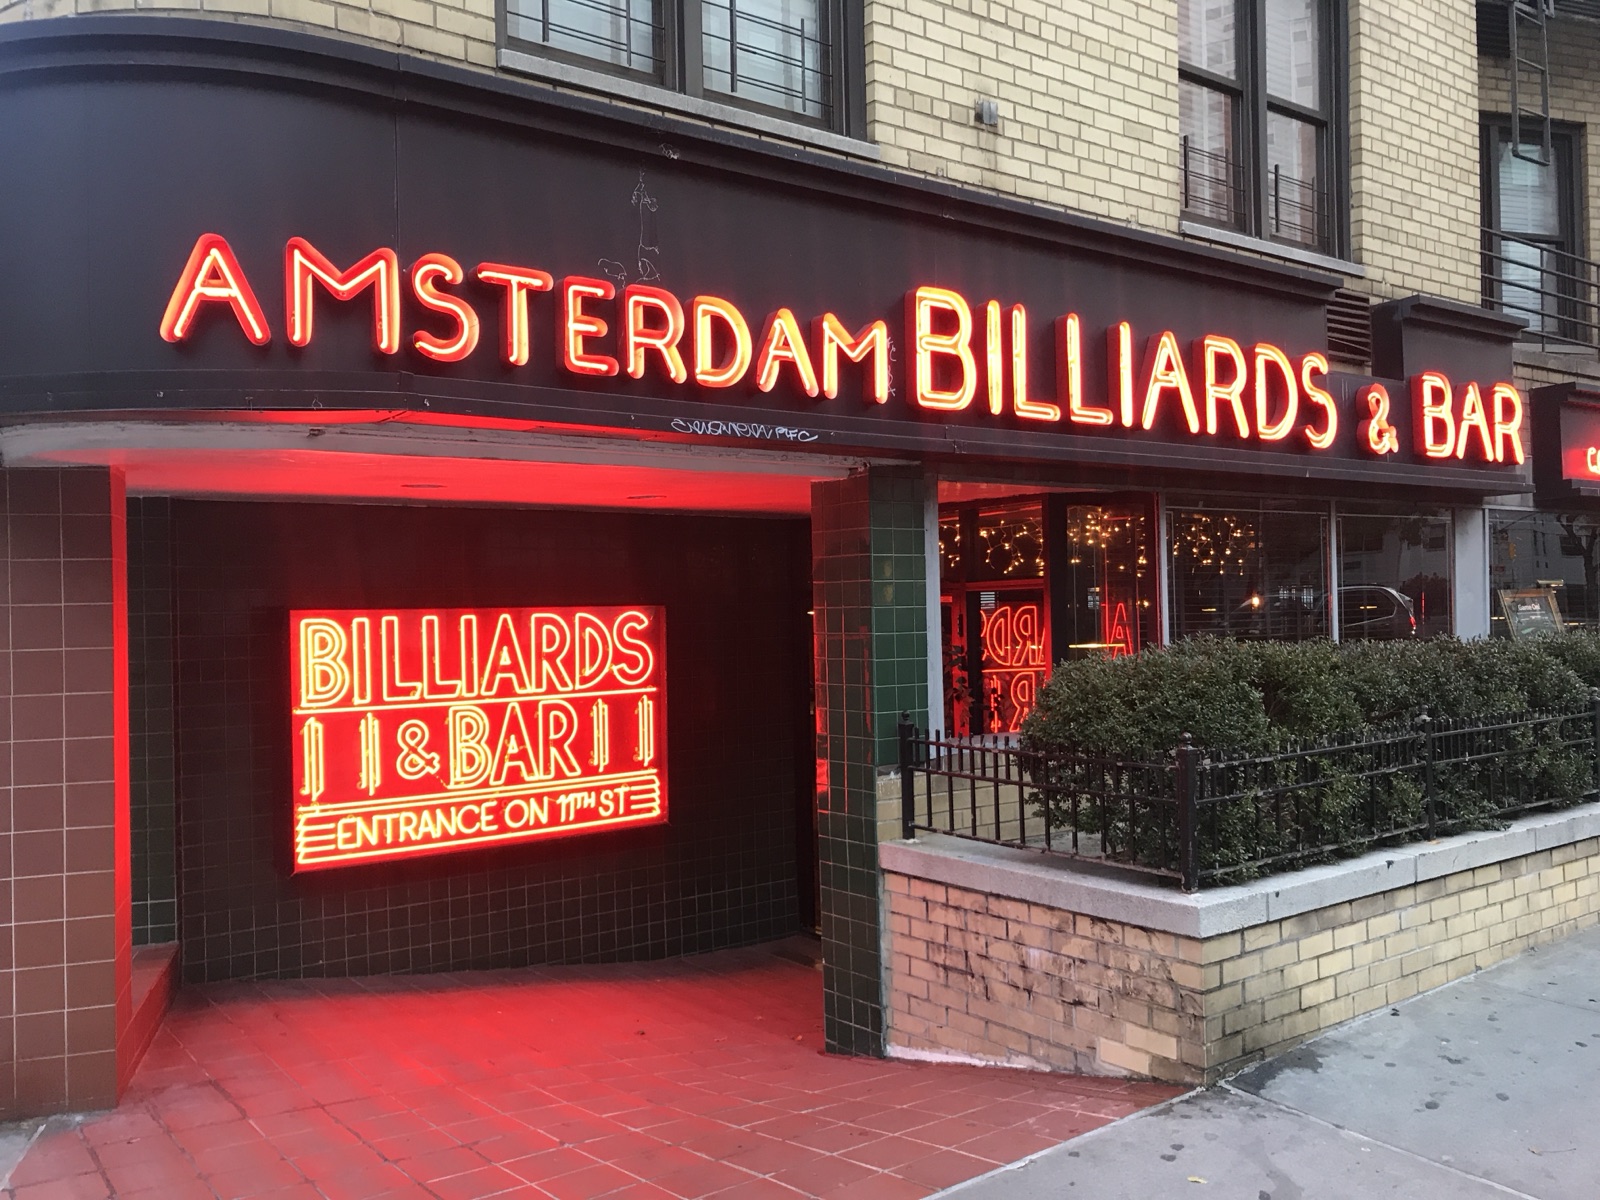 AMSTERDAM BILLIARDS & BAR
BILLIARDS
& BAR
ENTRANCE ON 11TH ST